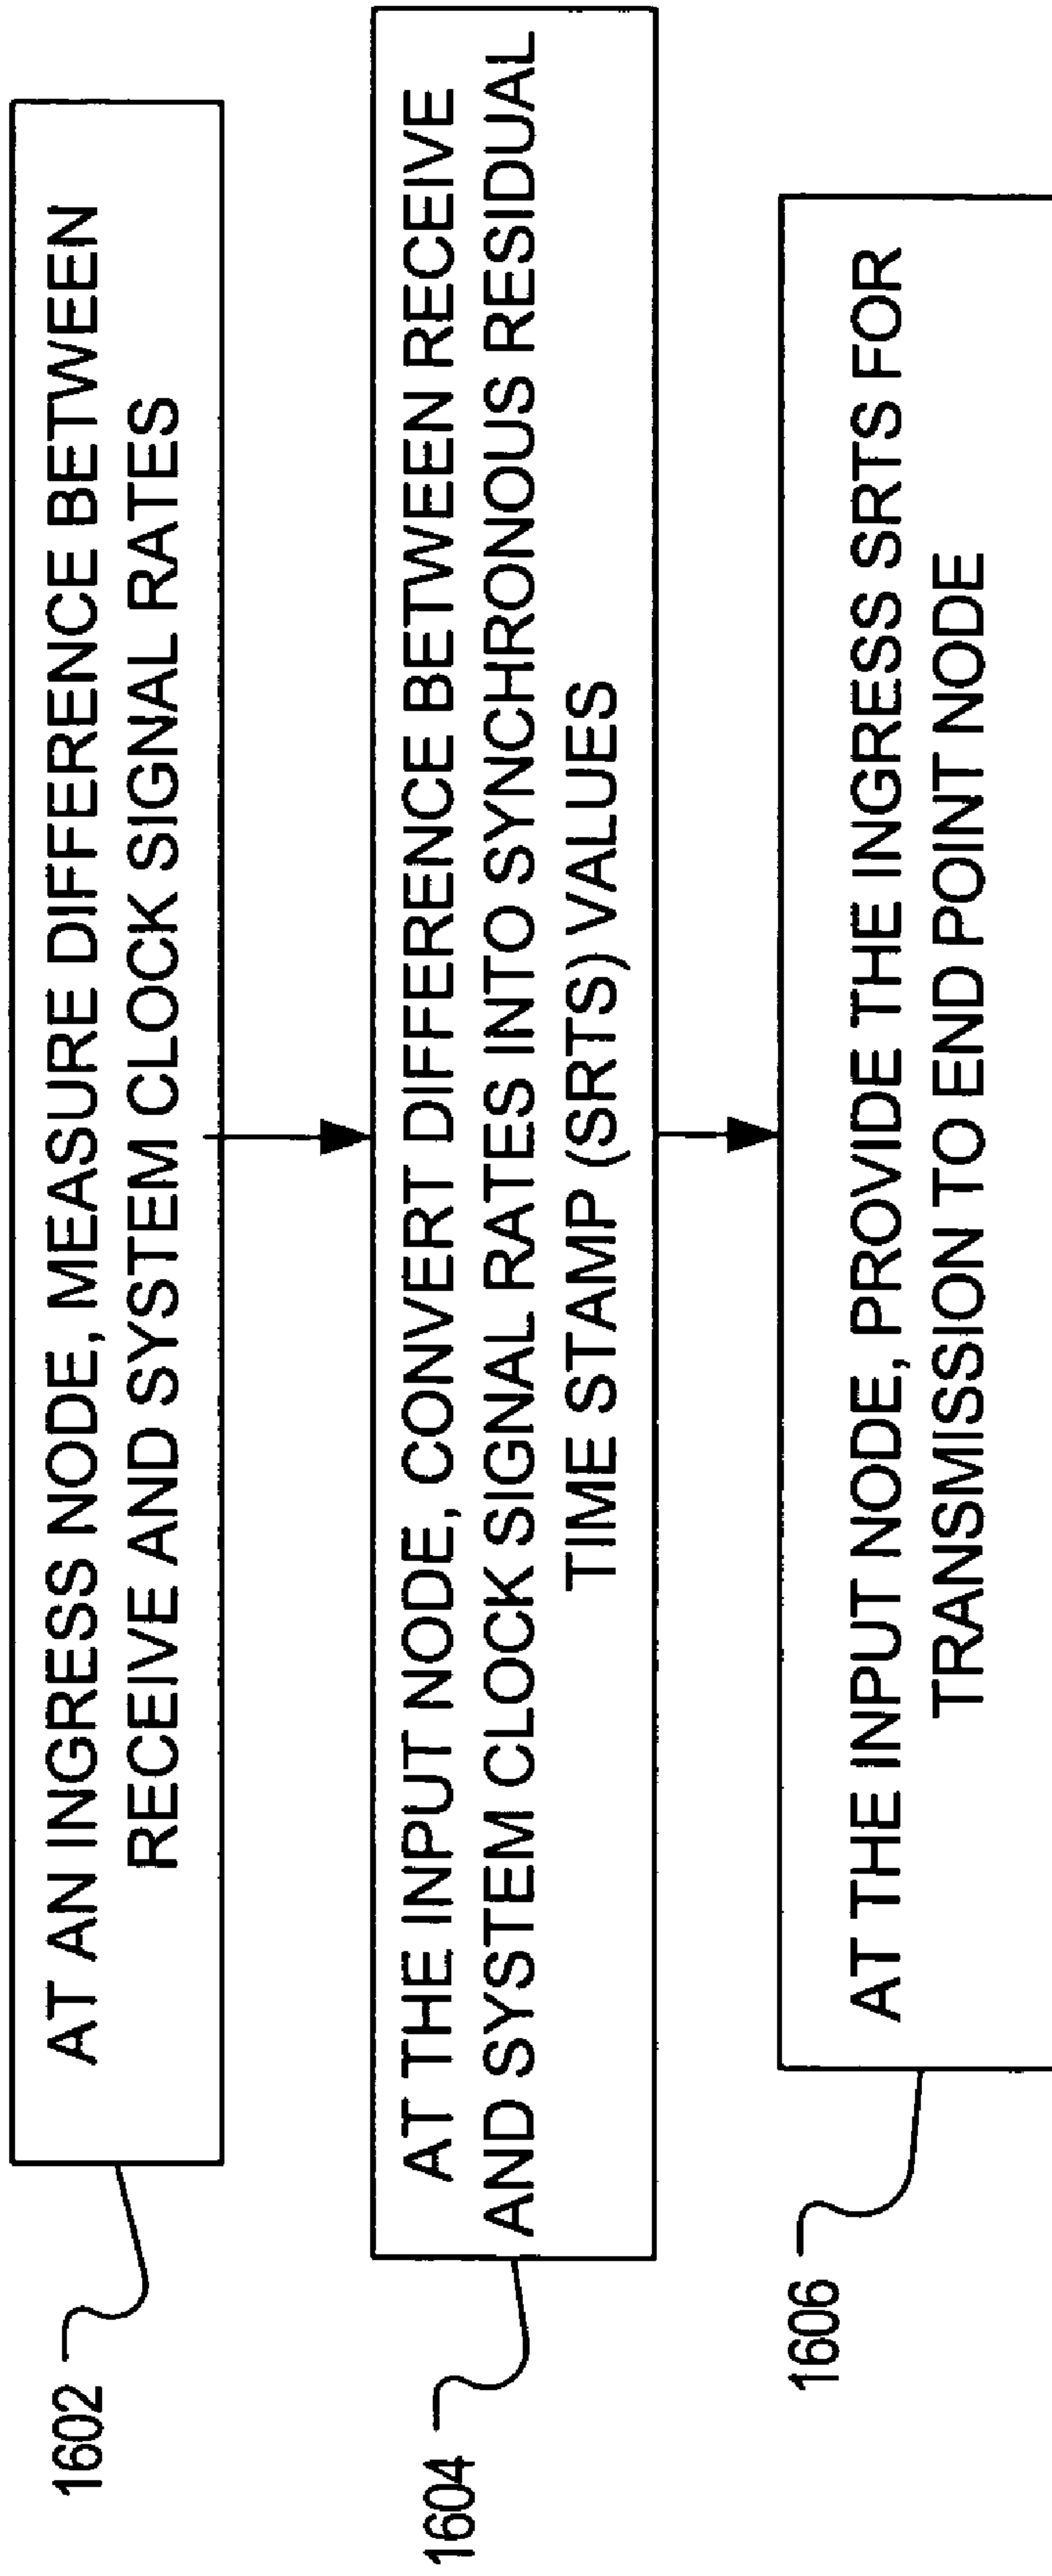 1602
AT AN INGRESS NODE, MEASURE DIFFERENCE BETWEEN
RECEIVE AND SYSTEM CLOCK SIGNAL RATES
1604
AT THE INPUT NODE, CONVERT DIFFERENCE BETWEEN RECEIVE
AND SYSTEM CLOCK SIGNAL RATES INTO SYNCHRONOUS RESIDUAL
TIME STAMP (SRTS) VALUES
1606
AT THE INPUT NODE, PROVIDE THE INGRESS SRTS FOR
TRANSMISSION TO END POINT NODE